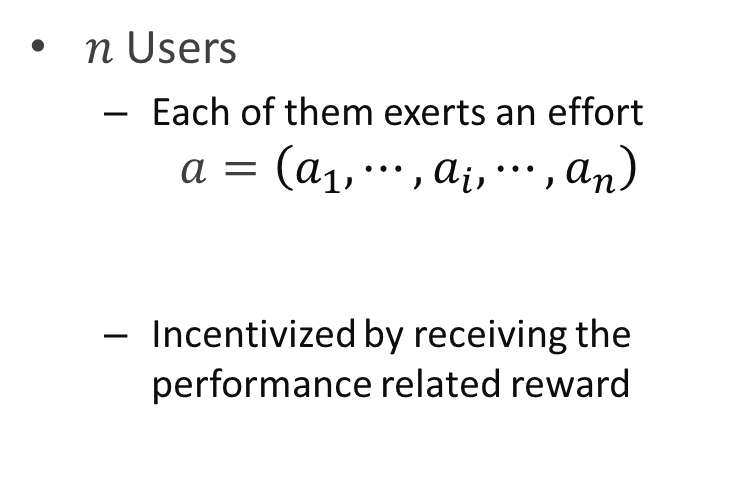 • n Users
– Each of them exerts an effort
a = (a₁, ⋯ , aᵢ, ⋯ , aₙ)
– Incentivized by receiving the
performance related reward